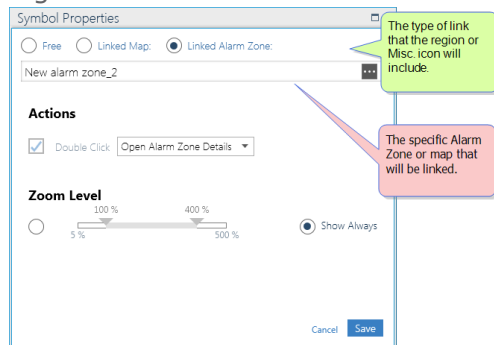 Symbol Properties
Free Linked Map: Linked Alarm Zone:
New alarm zone_2
...
The type of link
that the region or
Misc. icon will
include.
Actions
Double Click Open Alarm Zone Details
The specific Alarm
Zone or map that
will be linked.
Zoom Level
100 % 400 %
5 % 500 %
Show Always
Cancel Save